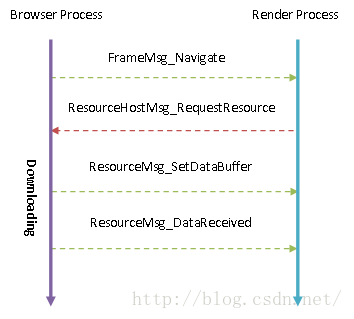 Browser Process Render Process
FrameMsg_Navigate
ResourceHostMsg_RequestResource
Downloading
ResourceMsg_SetDataBuffer
ResourceMsg_DataReceived
http://blog.csdn.net/